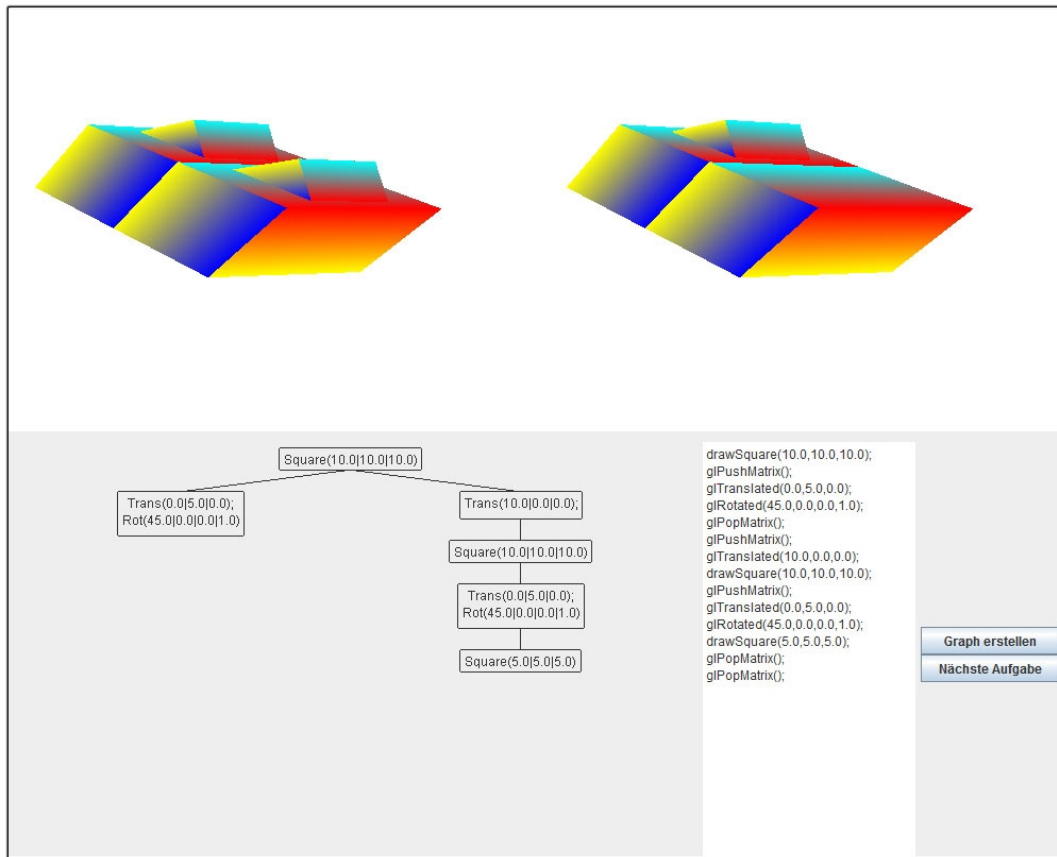 Square(10.0|10.0|10.0)
Trans(0.0|5.0|0.0);
Rot(45.0|0.0|0.0|1.0)
Trans(10.0|0.0|0.0);
Square(10.0|10.0|10.0)
Trans(0.0|5.0|0.0);
Rot(45.0|0.0|0.0|1.0)
Square(5.0|5.0|5.0)
drawSquare(10.0,10.0,10.0);
glPushMatrix();
glTranslated(0.0,5.0,0.0);
glRotated(45.0,0.0,0.0,1.0);
glPopMatrix();
glPushMatrix();
glTranslated(10.0,0.0,0.0);
drawSquare(10.0,10.0,10.0);
glPushMatrix();
glTranslated(0.0,5.0,0.0);
glRotated(45.0,0.0,0.0,1.0);
drawSquare(5.0,5.0,5.0);
glPopMatrix();
glPopMatrix();
Graph erstellen
Nächste Aufgabe